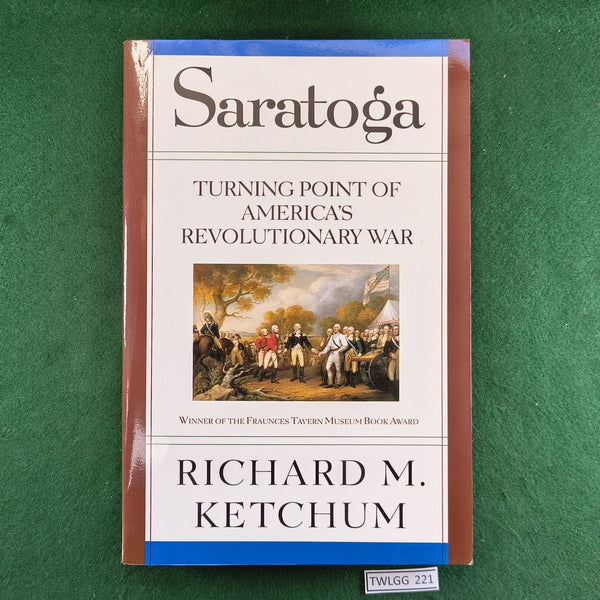 Saratoga
TURNING POINT OF
AMERICA'S
REVOLUTIONARY WAR
WINNER OF THE FRAUNCES TAVERN MUSEUM BOOK AWARD
RICHARD M.
KETCHUM
TWLGG 221